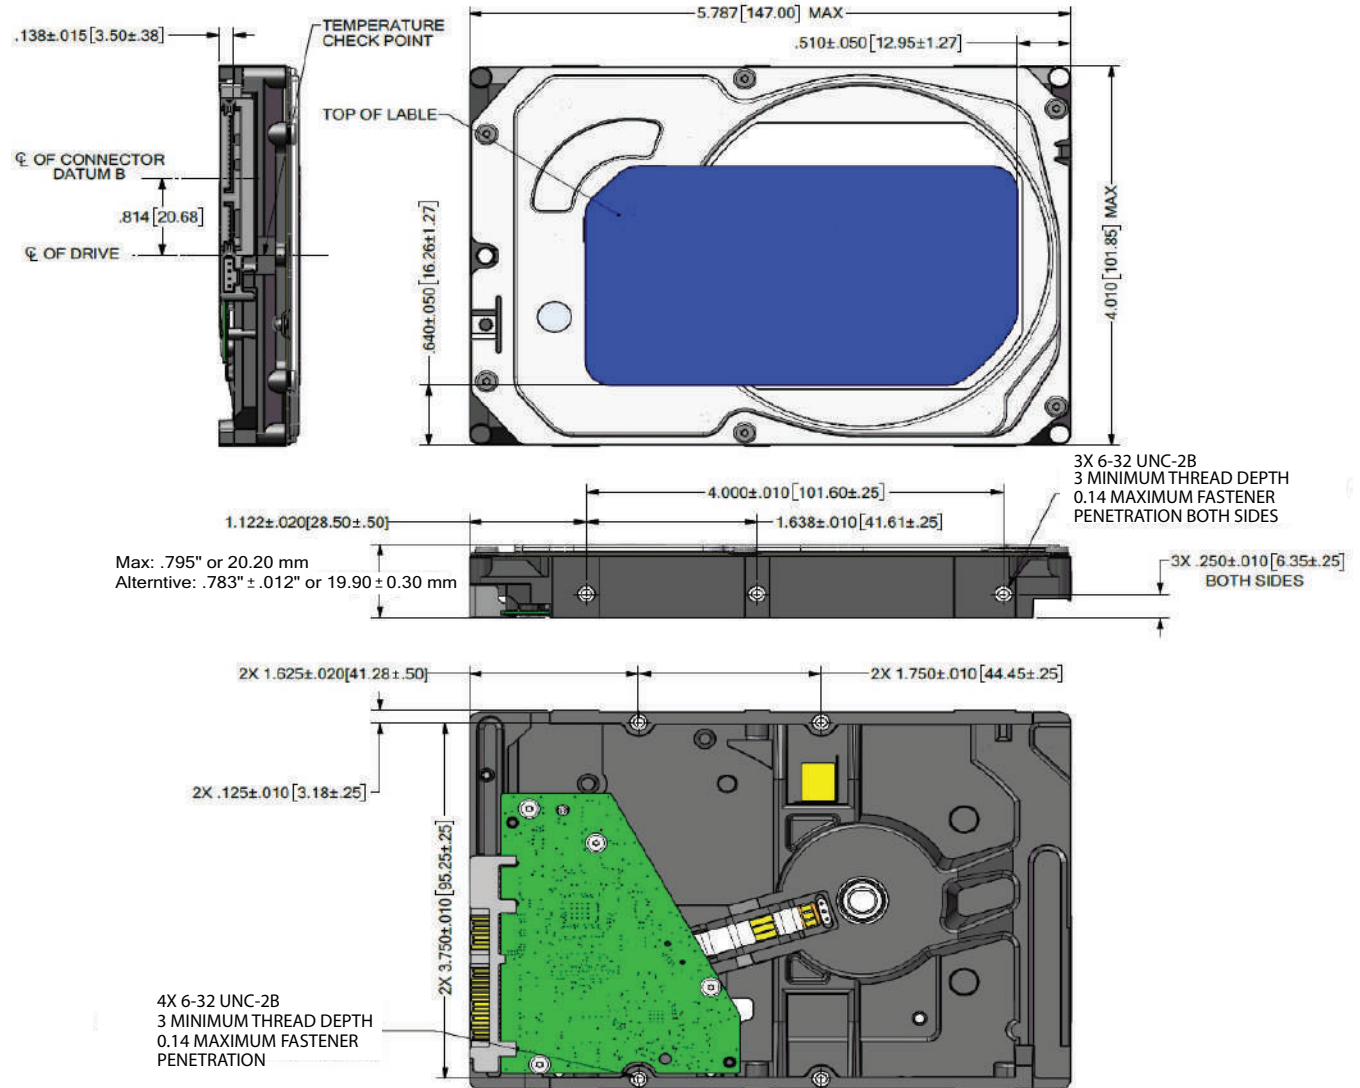 5.787[147.00] MAX
.138±.015[3.50±.38]
TEMPERATURE
CHECK POINT
.510±.050[12.95±1.27]
TOP OF LABLE
℄ OF CONNECTOR
DATUM B
.814[20.68]
℄ OF DRIVE
.640±.050[16.26±1.27]
4.010[101.85] MAX
3X 6-32 UNC-2B
3 MINIMUM THREAD DEPTH
0.14 MAXIMUM FASTENER
PENETRATION BOTH SIDES
4.000±.010[101.60±.25]
1.122±.020[28.50±.50]
1.638±.010[41.61±.25]
Max: .795" or 20.20 mm
Alterntive: .783" ± .012" or 19.90 ± 0.30 mm
3X .250±.010[6.35±.25]
BOTH SIDES
2X 1.625±.020[41.28±.50]
2X 1.750±.010[44.45±.25]
2X .125±.010[3.18±.25]
2X 3.750±.010[95.25±.25]
4X 6-32 UNC-2B
3 MINIMUM THREAD DEPTH
0.14 MAXIMUM FASTENER
PENETRATION